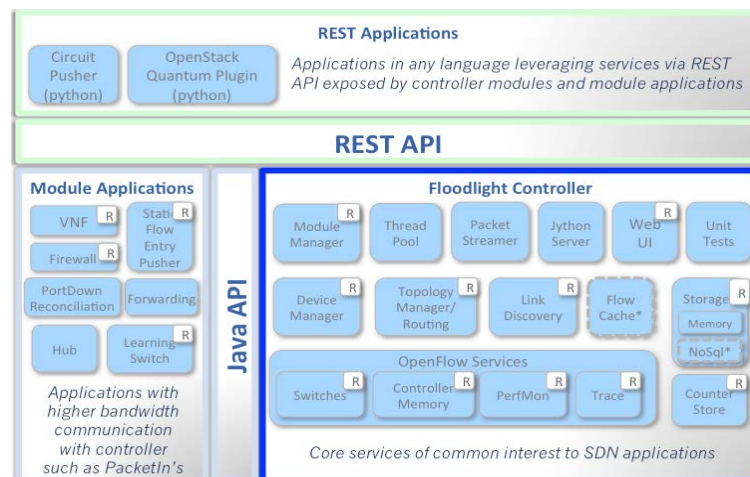 REST Applications
Circuit
Pusher
(python)
OpenStack
Quantum Plugin
(python)
Applications in any language leveraging services via REST
API exposed by controller modules and module applications
REST API
Module Applications
VNF
R
Static
R
Flow
Entry
Pusher
Firewall
R
PortDown
Reconciliation
Forwarding
Hub
Learning
Switch
R
Applications with
higher bandwidth
communication
with controller
such as PacketIn's
Java API
Floodlight Controller
Module
Manager
R
Thread
Pool
Packet
Streamer
Jython
Server
Web
UI
R
Unit
Tests
Device
Manager
R
Topology
Manager/
Routing
R
Link
Discovery
R
Flow
Cache*
Storage
R
Memory
NoSql*
OpenFlow Services
Switches
R
Controller
Memory
R
PerfMon
R
Trace
R
Counter
Store
R
Core services of common interest to SDN applications